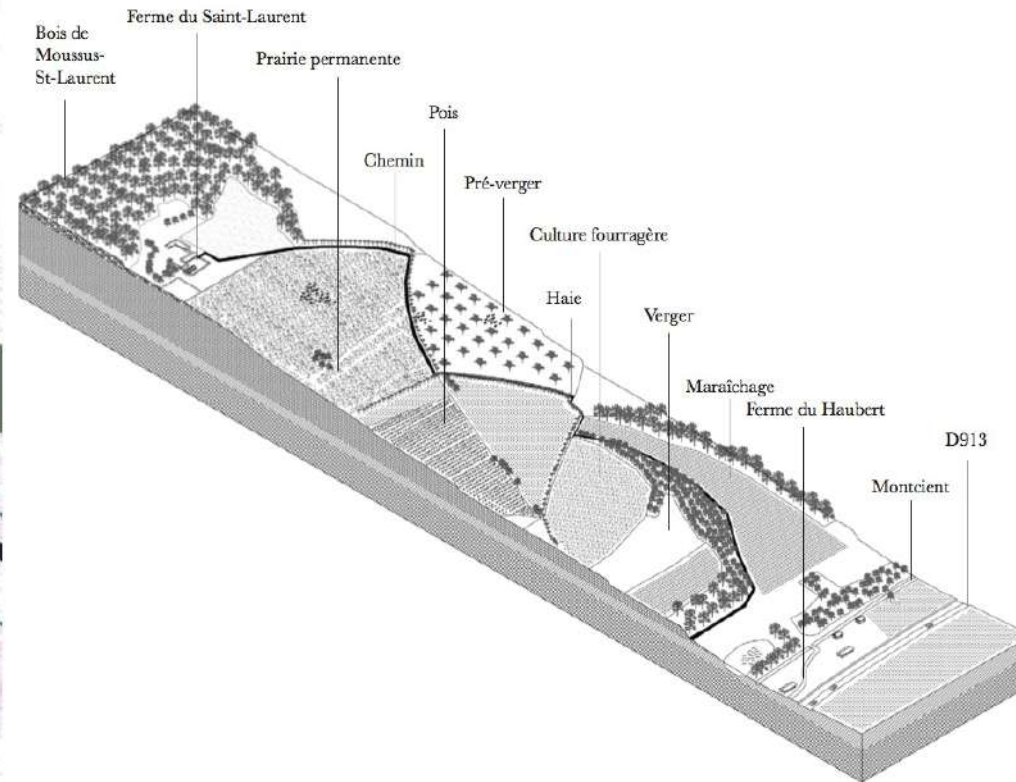 Ferme du Saint-Laurent
Bois de
Moussus-
St-Laurent
Prairie permanente
Pois
Chemin
Pré-verger
Culture fourragère
Haie
Verger
Maraîchage
Ferme du Haubert
D913
Montcient